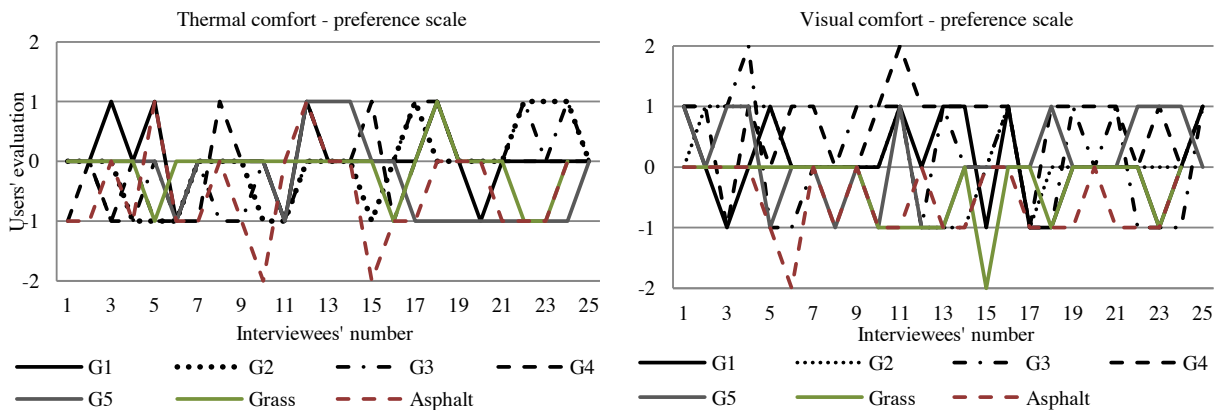 Thermal comfort - preference scale
Users' evaluation
2
1
0
-1
-2
1 3 5 7 9 11 13 15 17 19 21 23 25
Interviewees' number
G1 G2 G3 G4
G5 Grass Asphalt
Visual comfort - preference scale
2
1
0
-1
-2
1 3 5 7 9 11 13 15 17 19 21 23 25
Interviewees' number
G1 G2 G3 G4
G5 Grass Asphalt